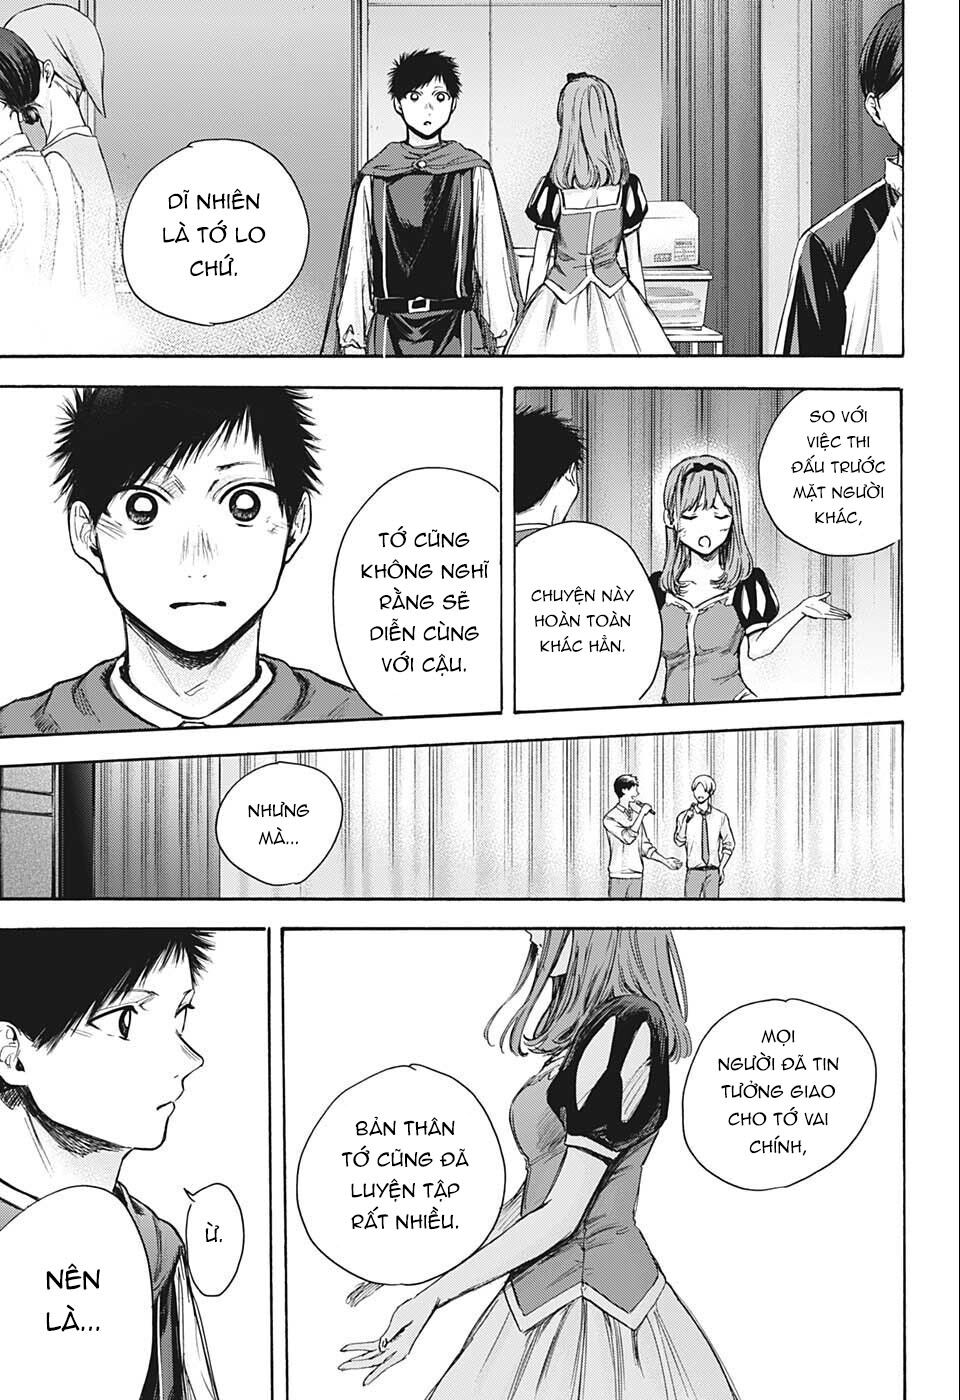 DĨ NHIÊN
LÀ TỚ LO
CHỨ.
SO VỚI
VIỆC THI
ĐẤU TRƯỚC
MẶT NGƯỜI
KHÁC,
CHUYỆN NÀY
HOÀN TOÀN
KHÁC HẲN.
TỚ CŨNG
KHÔNG NGHĨ
RẰNG SẼ
DIỄN CÙNG
VỚI CẬU.
NHƯNG
MÀ...
MỌI
NGƯỜI ĐÃ TIN
TƯỞNG GIAO
CHO TỚ VAI
CHÍNH,
BẢN THÂN
TỚ CŨNG ĐÃ
LUYỆN TẬP
RẤT NHIỀU.
Ừ.
NÊN
LÀ...